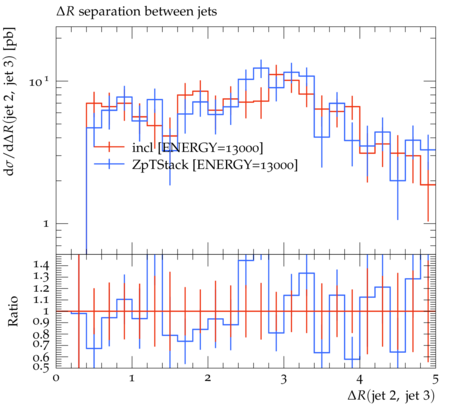 ΔR separation between jets
dσ/dΔR(jet 2, jet 3) [pb]
10¹
1
incl [ENERGY=13000]
ZpTStack [ENERGY=13000]
Ratio
1.4
1.3
1.2
1.1
1
0.9
0.8
0.7
0.6
0.5
0 1 2 3 4 5
ΔR(jet 2, jet 3)